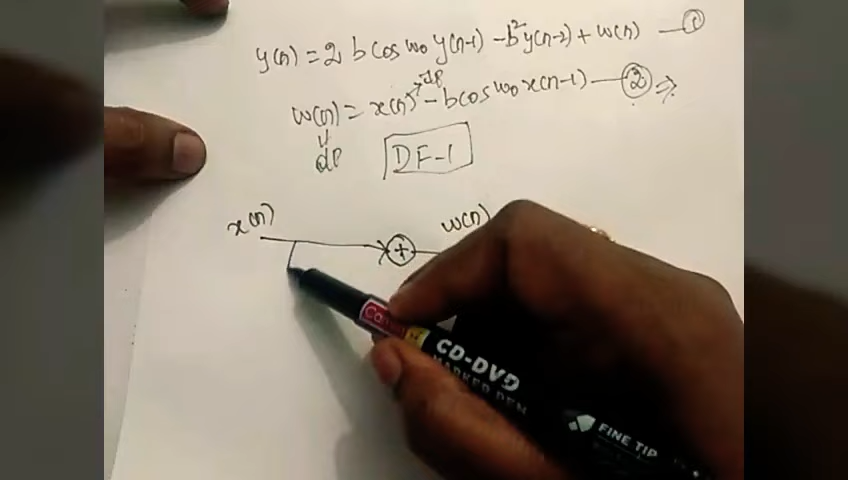 y(n) = 2 b cos w₀ y(n-1) - b² y(n-2) + w(n) — ①
w(n) = x(n) - b cos w₀ x(n-1) — ② ⇒
DF-1
x(n)
w(n)
CD-DVD
MARKER PEN
FINE TIP